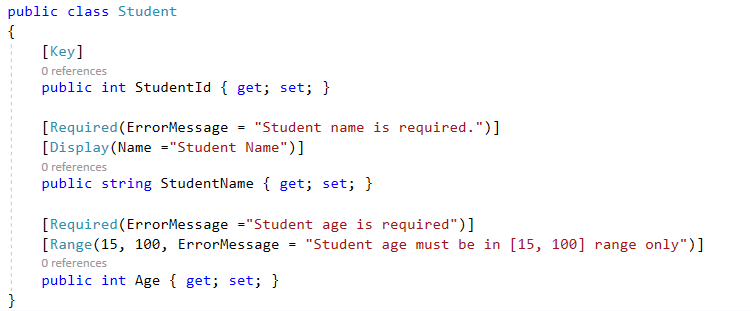 public class Student
{
[Key]
0 references
public int StudentId { get; set; }
[Required(ErrorMessage = "Student name is required.")]
[Display(Name ="Student Name")]
0 references
public string StudentName { get; set; }
[Required(ErrorMessage ="Student age is required")]
[Range(15, 100, ErrorMessage = "Student age must be in [15, 100] range only")]
0 references
public int Age { get; set; }
}